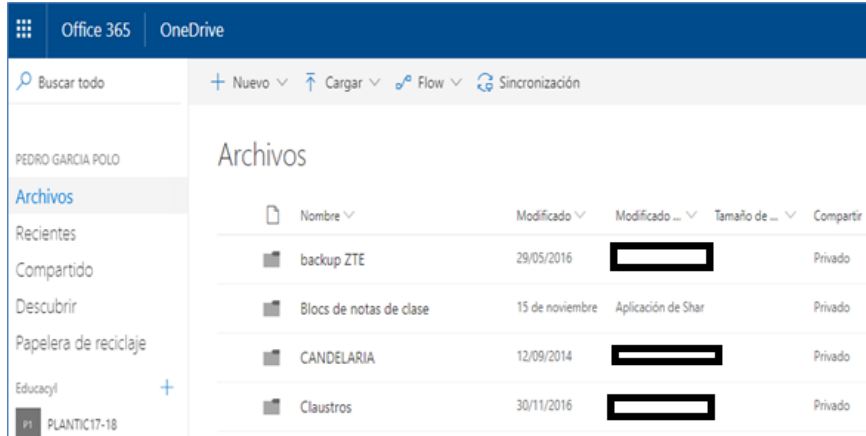 Office 365 OneDrive
Buscar todo
Nuevo Cargar Flow Sincronización
PEDRO GARCIA POLO
Archivos
Recientes
Compartido
Descubrir
Papelera de reciclaje
Educacyl +
P1 PLANTIC17-18
Archivos
Nombre Modificado Modificado ... Tamaño de ... Compartir
backup ZTE 29/05/2016 Privado
Blocs de notas de clase 15 de noviembre Aplicación de Shar Privado
CANDELARIA 12/09/2014 Privado
Claustros 30/11/2016 Privado